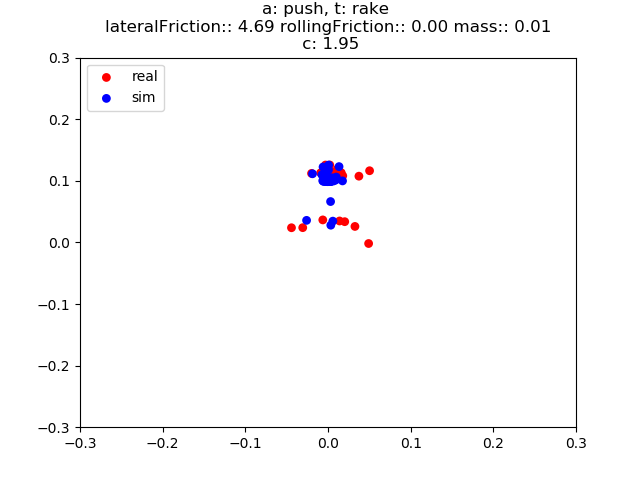 a: push, t: rake
lateralFriction:: 4.69 rollingFriction:: 0.00 mass:: 0.01
c: 1.95
real
sim
0.3
0.2
0.1
0.0
−0.1
−0.2
−0.3
−0.3
−0.2
−0.1
0.0
0.1
0.2
0.3